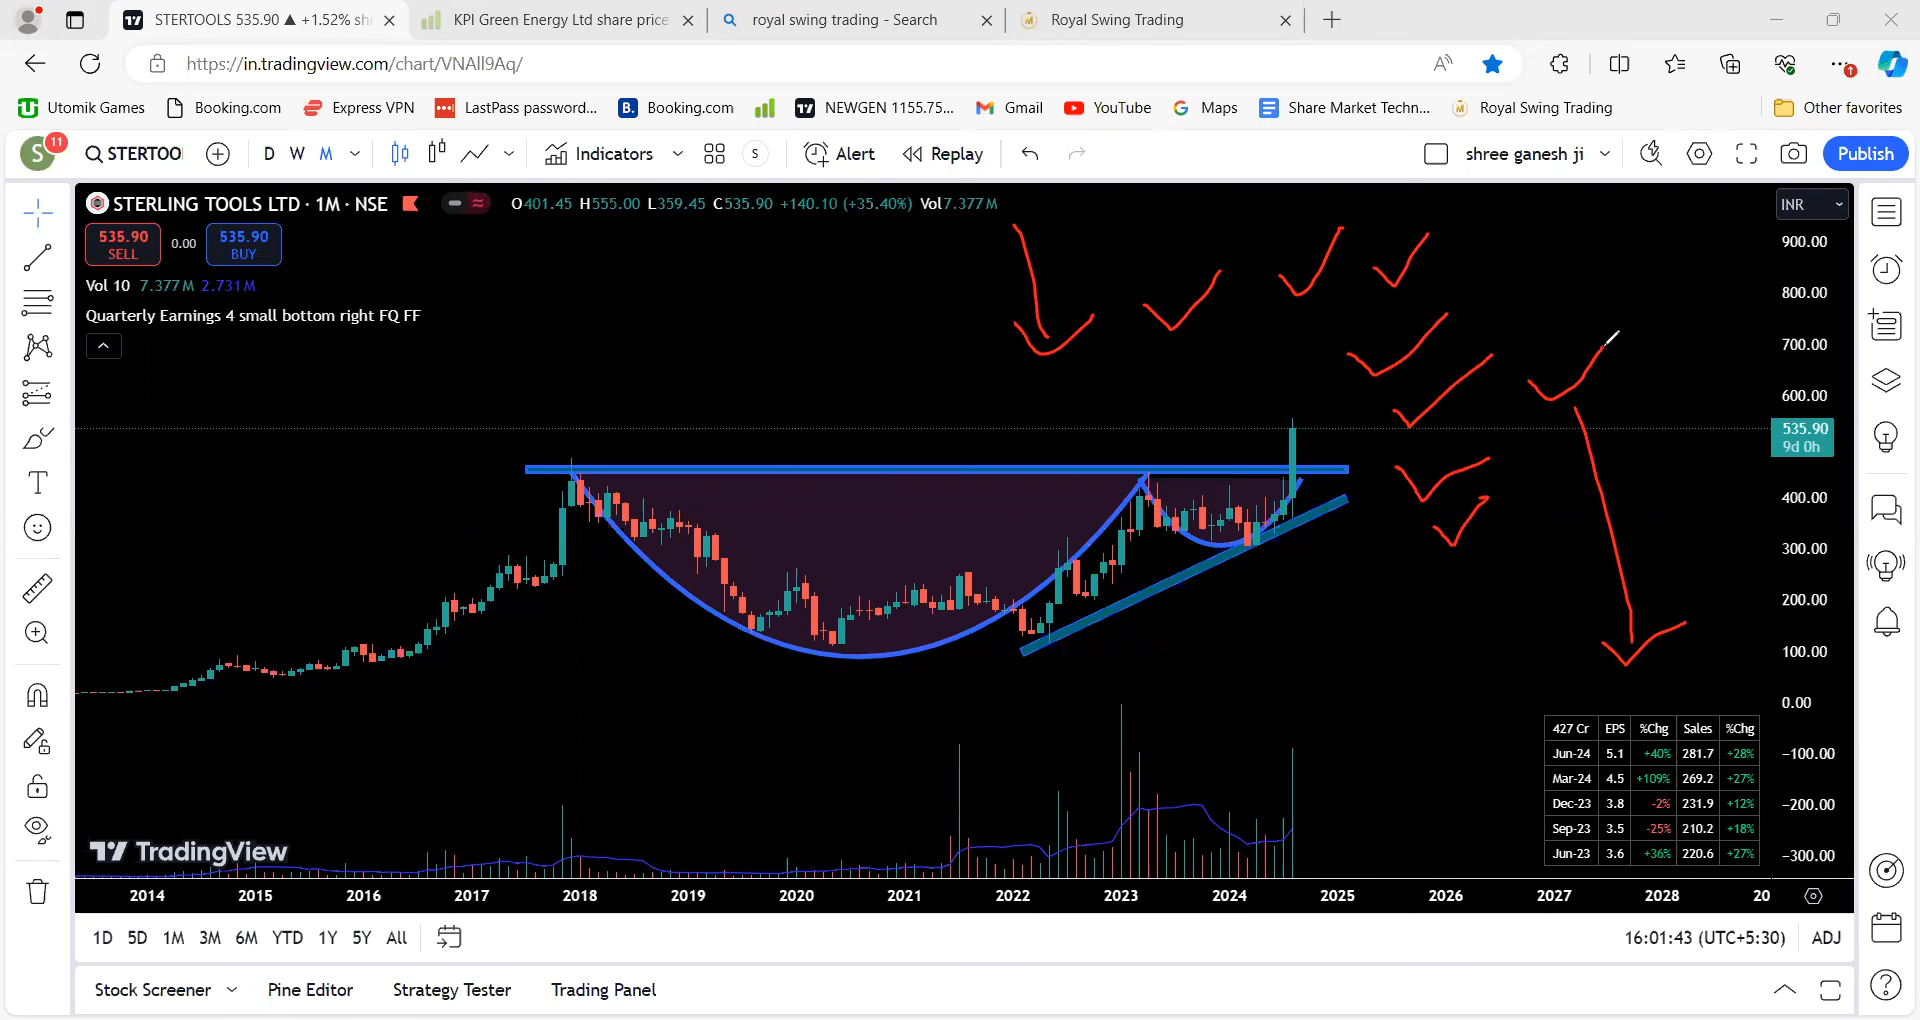 STERTOOLS 535.90 ▲ +1.52% sh
KPI Green Energy Ltd share price
royal swing trading - Search
Royal Swing Trading
https://in.tradingview.com/chart/VNAll9Aq/
Utomik Games
Booking.com
Express VPN
LastPass password...
Booking.com
NEWGEN 1155.75...
Gmail
YouTube
Maps
Share Market Techn...
Royal Swing Trading
Other favorites
S 11
STERTOO
D W M
Indicators
S
Alert
Replay
shree ganesh ji
Publish
STERLING TOOLS LTD · 1M · NSE
O401.45 H555.00 L359.45 C535.90 +140.10 (+35.40%) Vol7.377M
INR
535.90 SELL
0.00
535.90 BUY
Vol 10 7.377M 2.731M
Quarterly Earnings 4 small bottom right FQ FF
900.00
800.00
700.00
600.00
535.90
9d 0h
400.00
300.00
200.00
100.00
0.00
−100.00
−200.00
−300.00
427 Cr EPS %Chg Sales %Chg
Jun-24 5.1 +40% 281.7 +28%
Mar-24 4.5 +109% 269.2 +27%
Dec-23 3.8 -2% 231.9 +12%
Sep-23 3.5 -25% 210.2 +18%
Jun-23 3.6 +36% 220.6 +27%
TradingView
2014 2015 2016 2017 2018 2019 2020 2021 2022 2023 2024 2025 2026 2027 2028 20
1D 5D 1M 3M 6M YTD 1Y 5Y All
16:01:43 (UTC+5:30) ADJ
Stock Screener
Pine Editor
Strategy Tester
Trading Panel